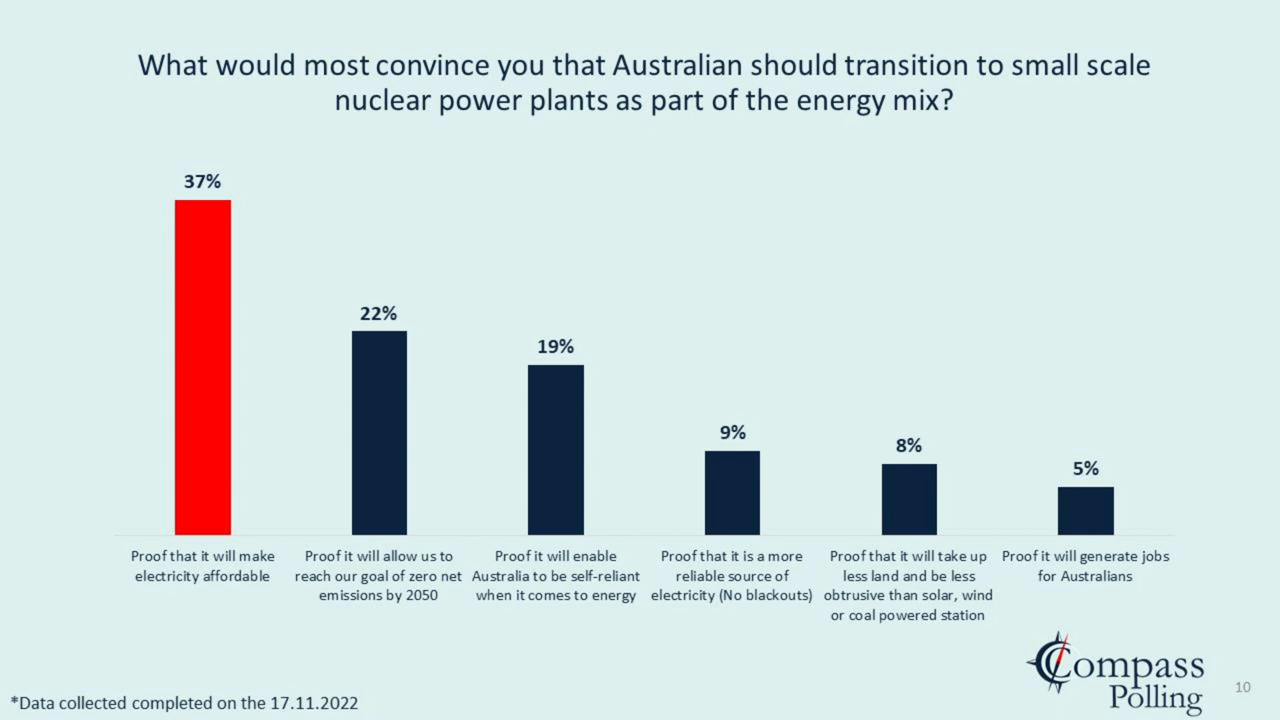 What would most convince you that Australian should transition to small scale
nuclear power plants as part of the energy mix?
37%
22%
19%
9%
8%
5%
Proof that it will make
electricity affordable
Proof it will allow us to
reach our goal of zero net
emissions by 2050
Proof it will enable
Australia to be self-reliant
when it comes to energy
Proof that it is a more
reliable source of
electricity (No blackouts)
Proof that it will take up
less land and be less
obtrusive than solar, wind
or coal powered station
Proof it will generate jobs
for Australians
Compass
Polling
10
*Data collected completed on the 17.11.2022